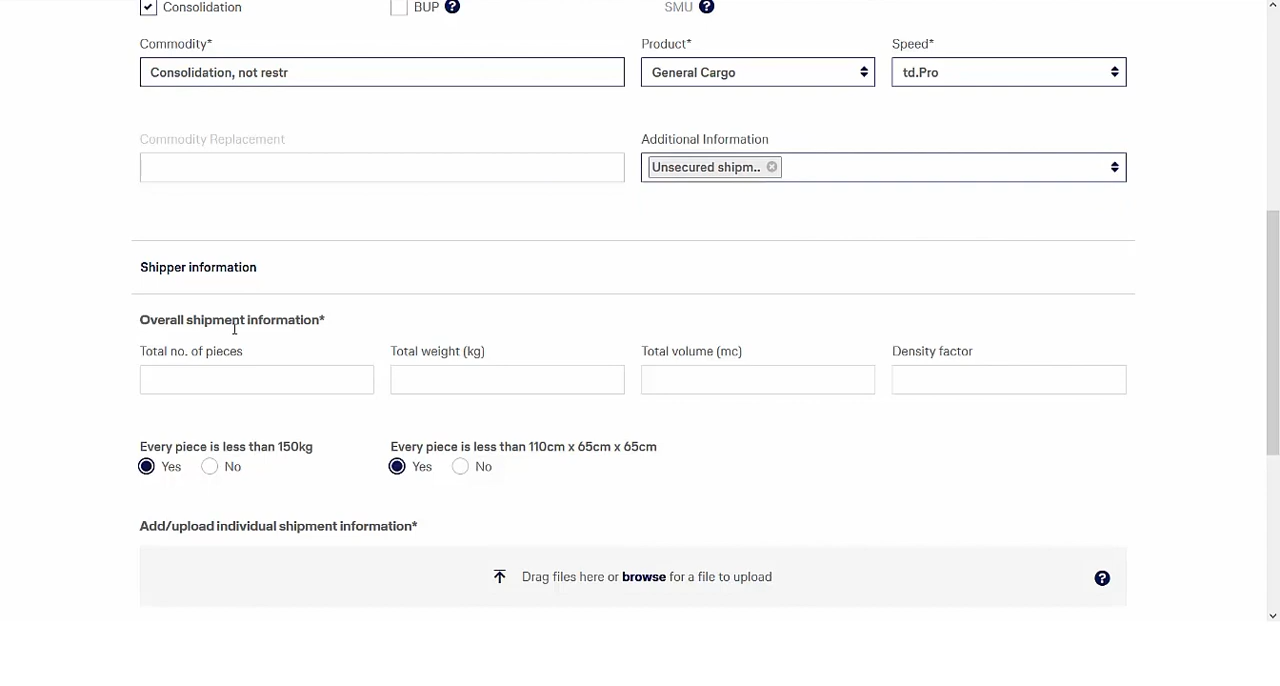 Consolidation BUP ? SMU ?
Commodity* Product* Speed*
Consolidation, not restr General Cargo td.Pro
Commodity Replacement Additional Information
Unsecured shipm..
Shipper information
Overall shipment information*
Total no. of pieces Total weight (kg) Total volume (mc) Density factor
Every piece is less than 150kg Every piece is less than 110cm x 65cm x 65cm
Yes No Yes No
Add/upload individual shipment information*
Drag files here or browse for a file to upload ?